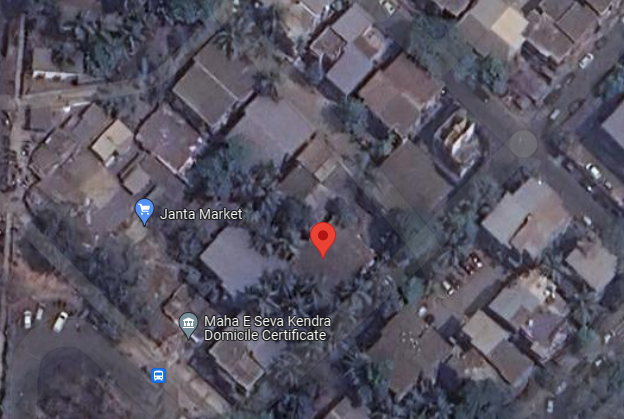 Janta Market
Maha E Seva Kendra
Domicile Certificate